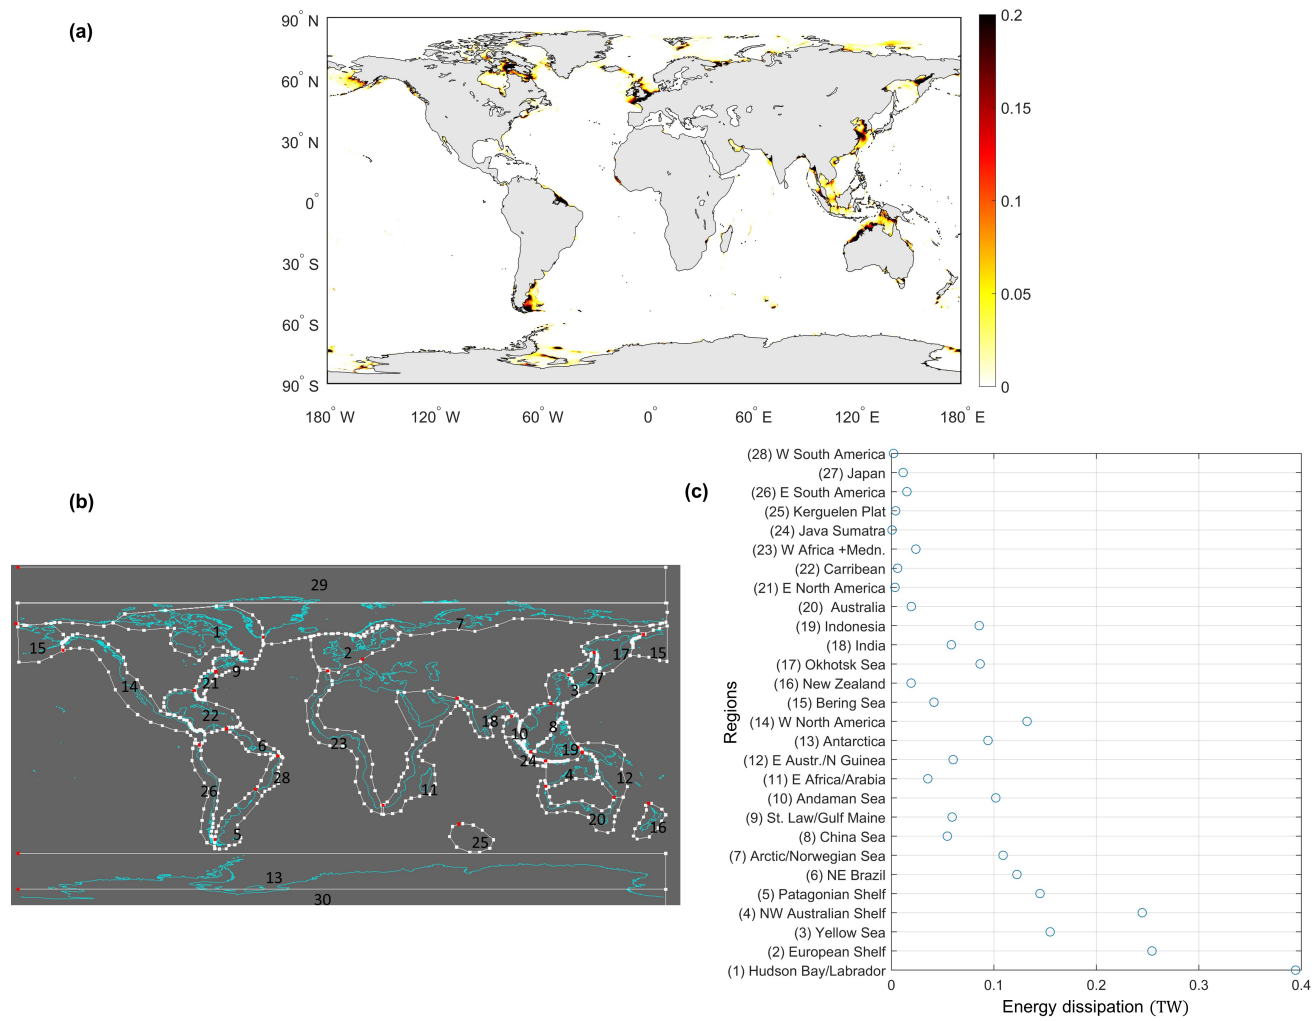 (a)
90° N
60° N
30° N
0°
30° S
60° S
90° S
180° W
120° W
60° W
0°
60° E
120° E
180° E
0.2
0.15
0.1
0.05
0
(b)
29
1
7
15
2
17
15
9
14
21
3
27
22
18
10
8
6
23
19
24
4
12
28
26
11
20
16
5
25
13
30
(c)
Regions
(28) W South America
(27) Japan
(26) E South America
(25) Kerguelen Plat
(24) Java Sumatra
(23) W Africa +Medn.
(22) Carribean
(21) E North America
(20) Australia
(19) Indonesia
(18) India
(17) Okhotsk Sea
(16) New Zealand
(15) Bering Sea
(14) W North America
(13) Antarctica
(12) E Austr./N Guinea
(11) E Africa/Arabia
(10) Andaman Sea
(9) St. Law/Gulf Maine
(8) China Sea
(7) Arctic/Norwegian Sea
(6) NE Brazil
(5) Patagonian Shelf
(4) NW Australian Shelf
(3) Yellow Sea
(2) European Shelf
(1) Hudson Bay/Labrador
0
0.1
0.2
0.3
0.4
Energy dissipation (TW)